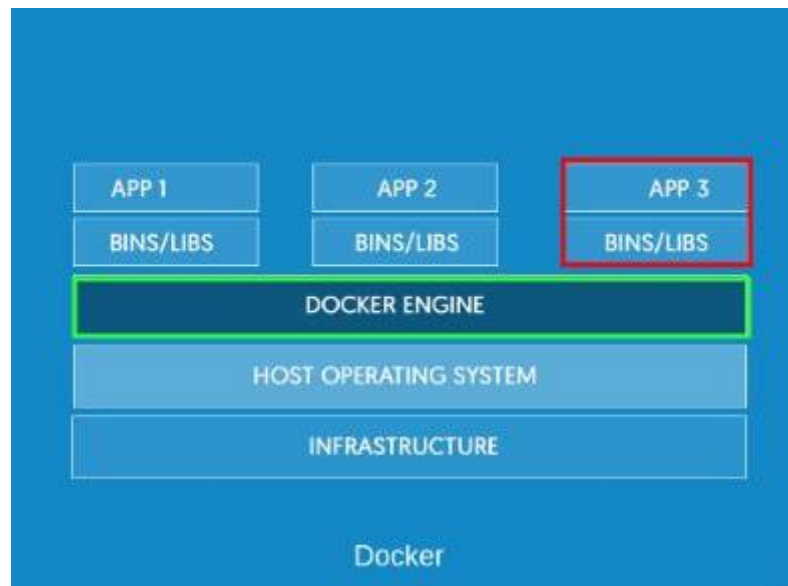 APP 1 APP 2 APP 3
BINS/LIBS BINS/LIBS BINS/LIBS
DOCKER ENGINE
HOST OPERATING SYSTEM
INFRASTRUCTURE
Docker